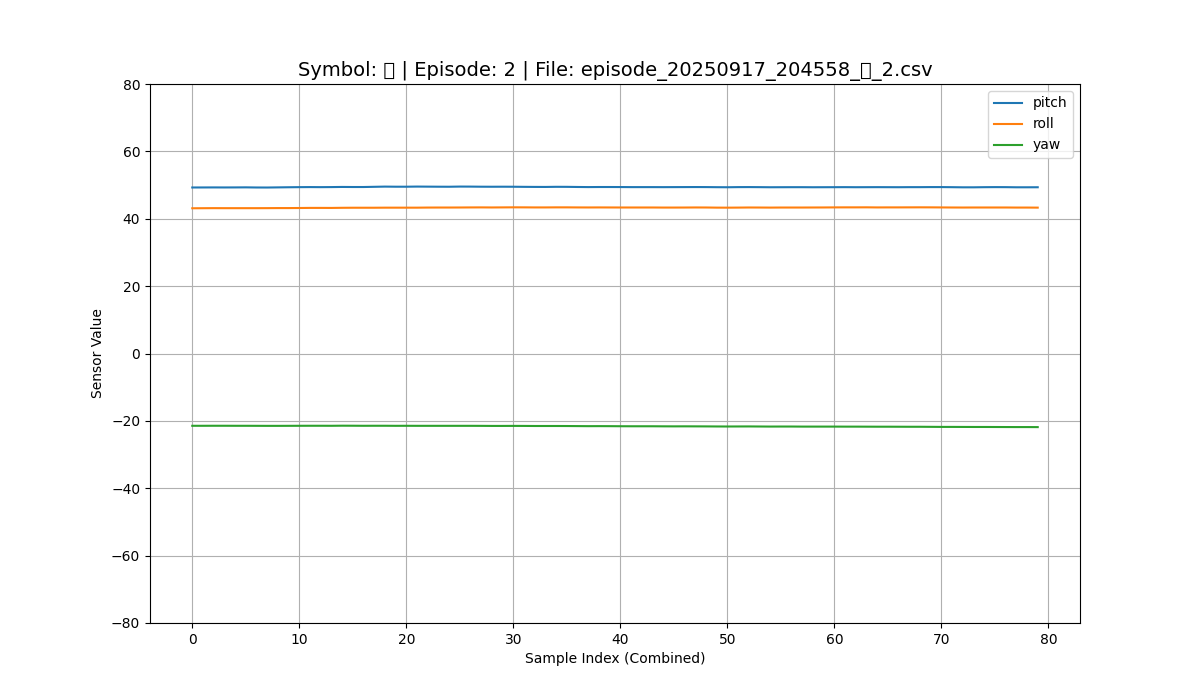 Symbol: | Episode: 2 | File: episode_20250917_204558_ _2.csv
pitch
roll
yaw
80
60
40
20
0
−20
−40
−60
−80
Sensor Value
0 10 20 30 40 50 60 70 80
Sample Index (Combined)